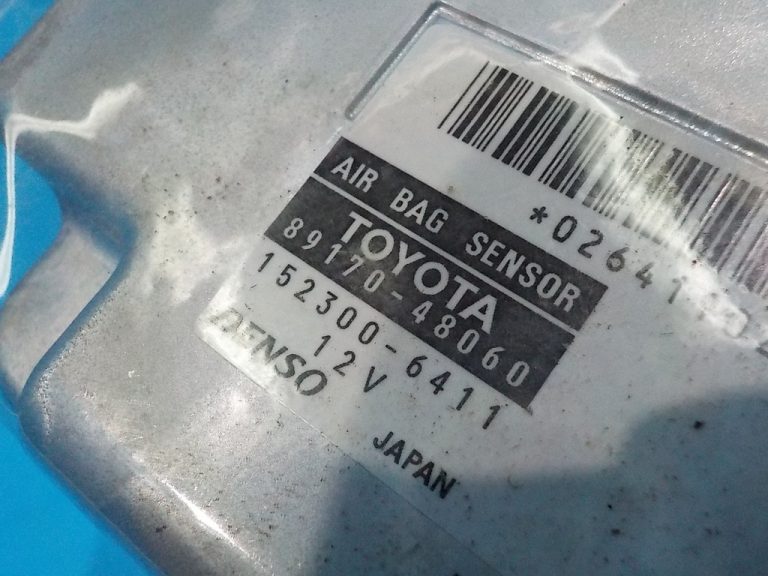 *02641
AIR BAG SENSOR
TOYOTA
89170-48060
152300-6411
12V
DENSO
JAPAN